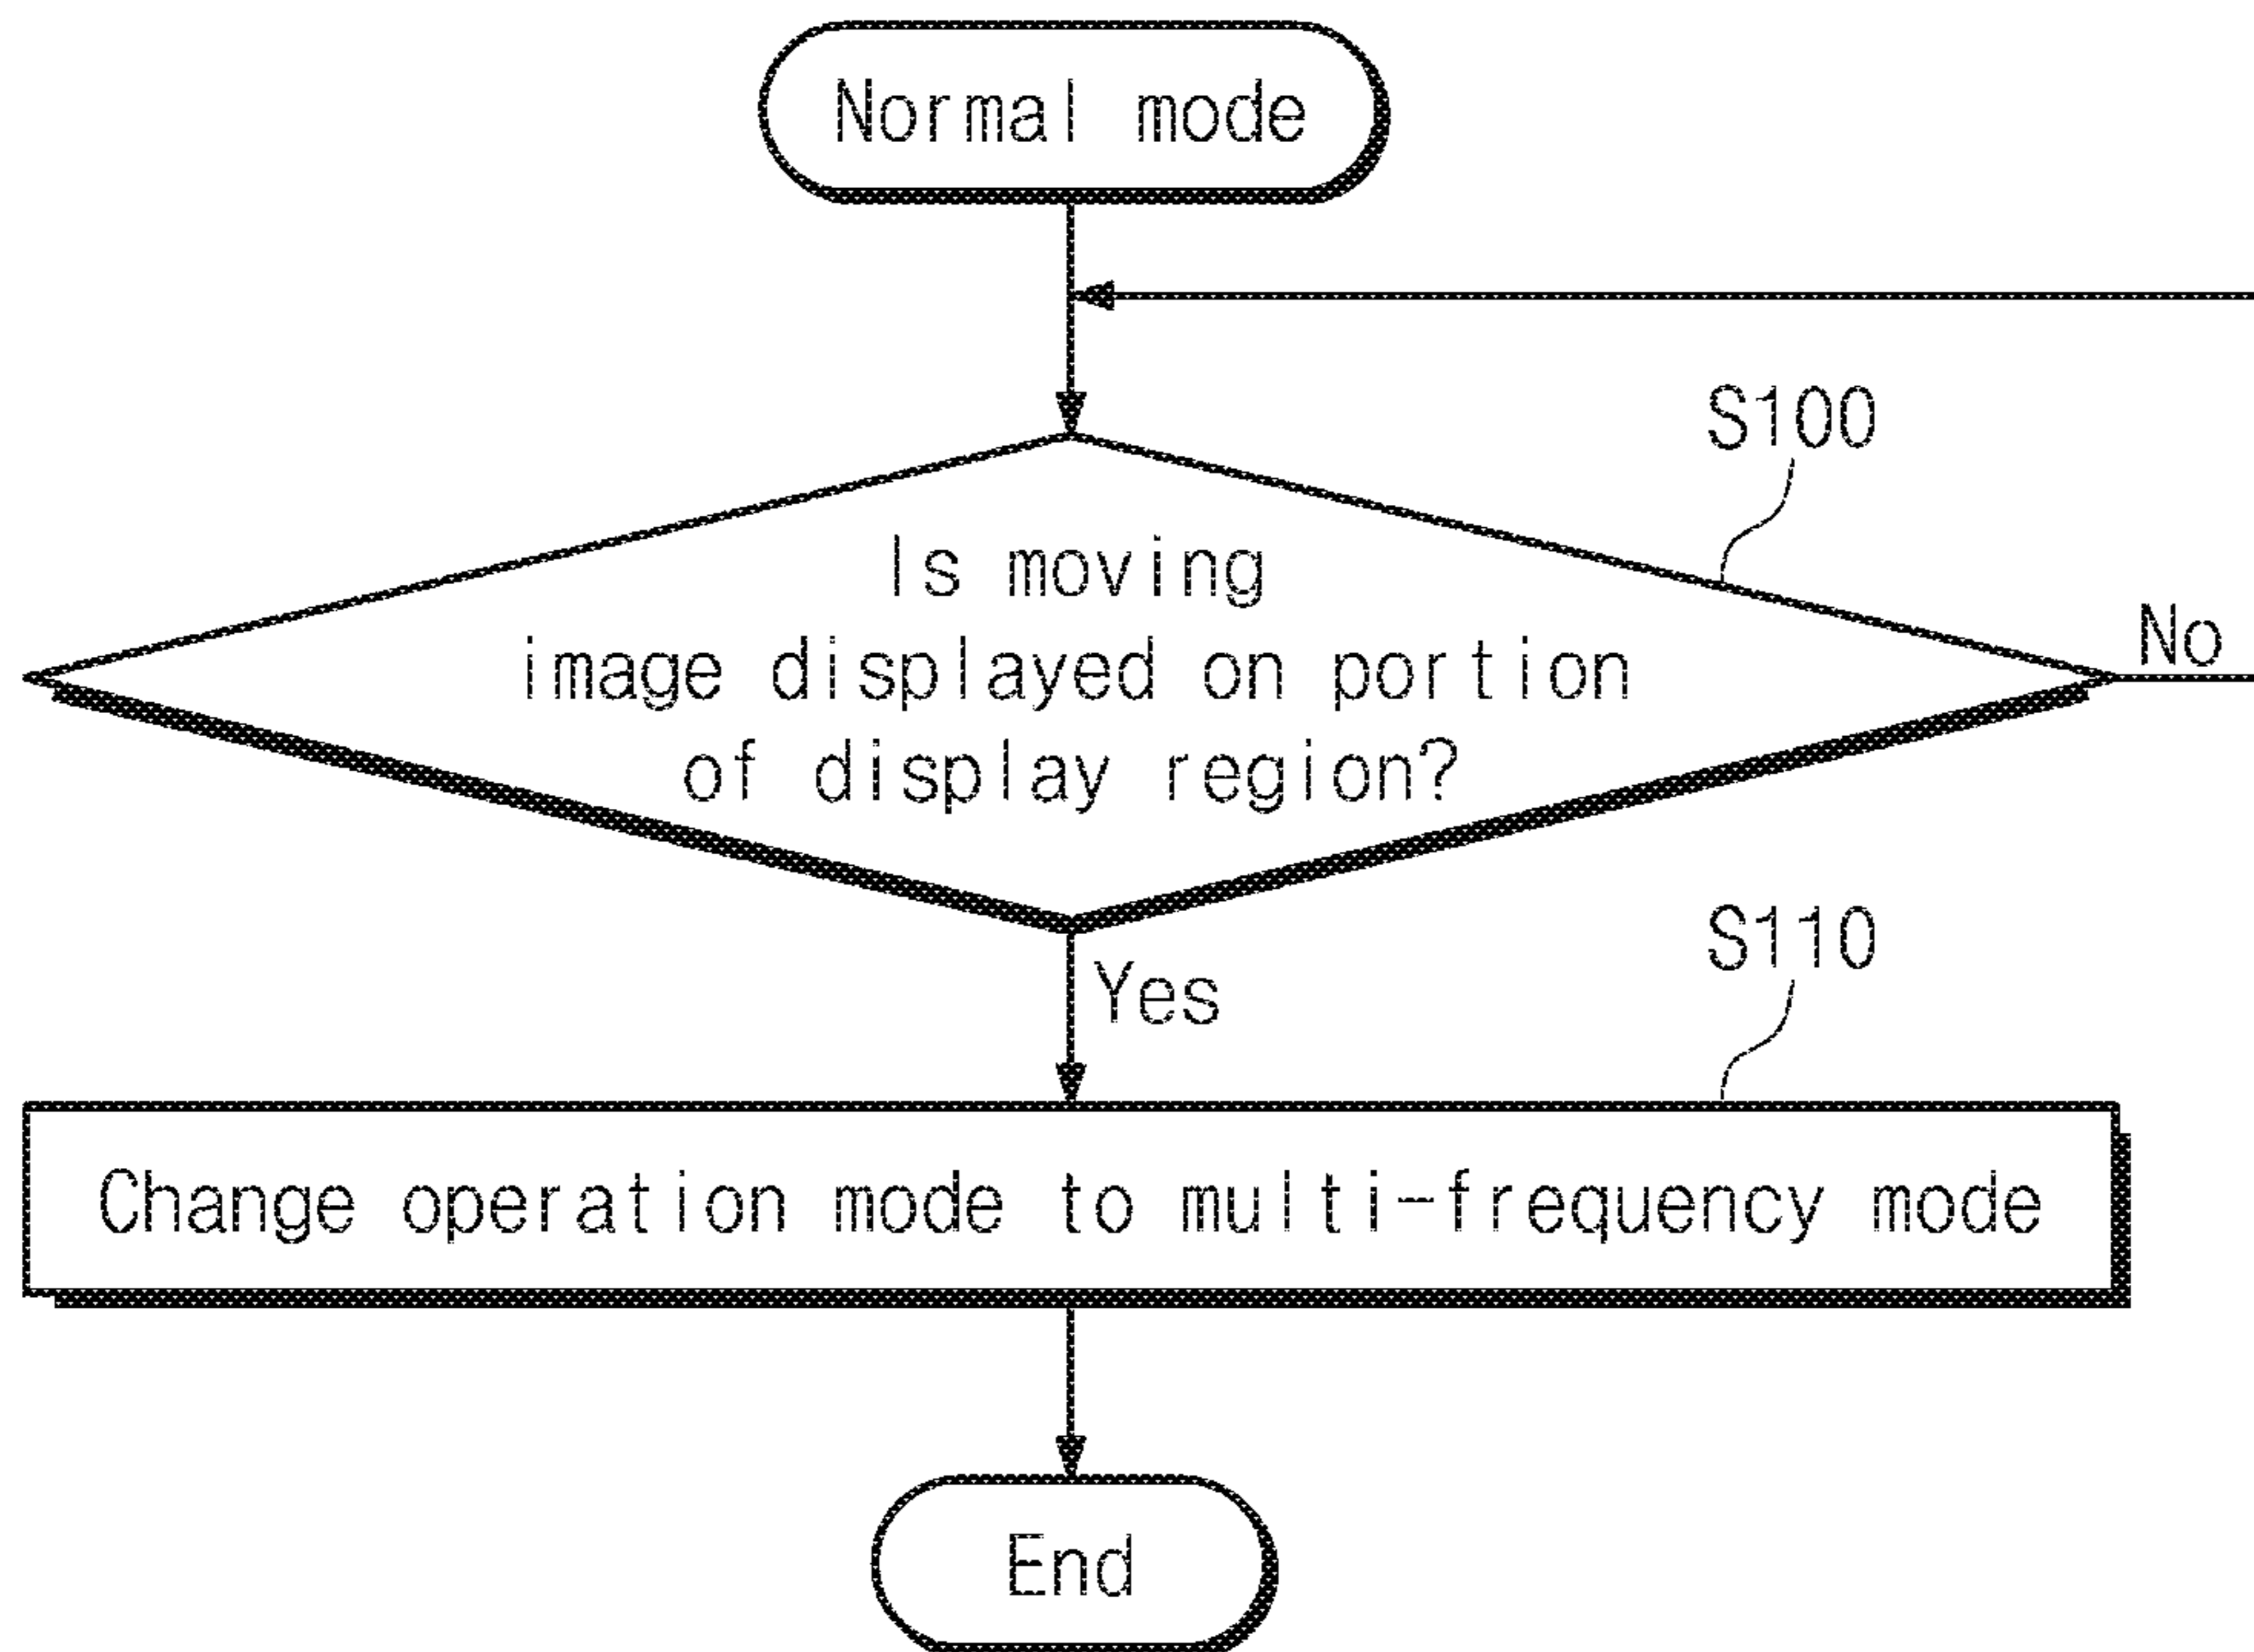 Normal mode
S100
Is moving
image displayed on portion
of display region?
No
Yes
S110
Change operation mode to multi-frequency mode
End